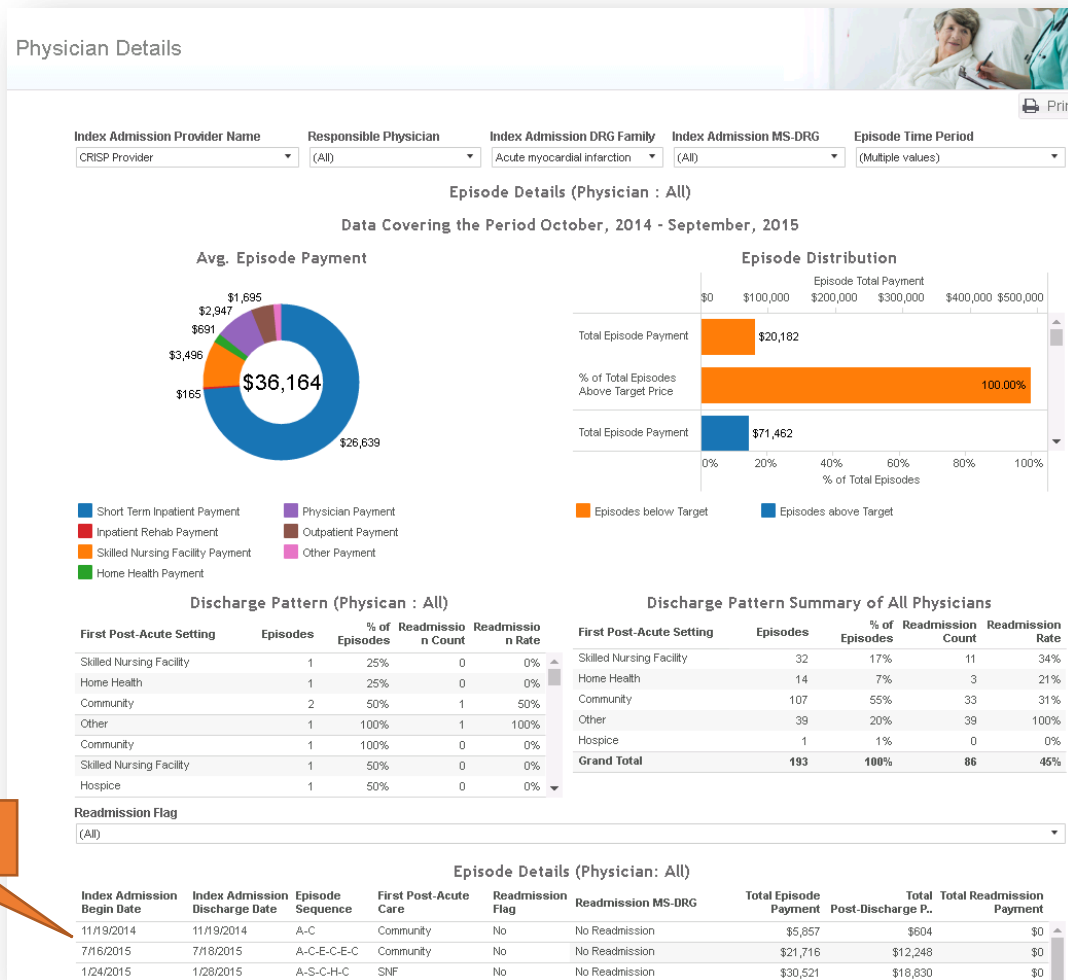 Physician Details
Prin
Index Admission Provider Name Responsible Physician Index Admission DRG Family Index Admission MS-DRG Episode Time Period
CRISP Provider (All) Acute myocardial infarction (All) (Multiple values)
Episode Details (Physician : All)
Data Covering the Period October, 2014 - September, 2015
Avg. Episode Payment
$1,695
$2,947
$691
$3,496
$165
$36,164
$26,639
Short Term Inpatient Payment Physician Payment
Inpatient Rehab Payment Outpatient Payment
Skilled Nursing Facility Payment Other Payment
Home Health Payment
Episode Distribution
Episode Total Payment
$0 $100,000 $200,000 $300,000 $400,000 $500,000
Total Episode Payment $20,182
% of Total Episodes
Above Target Price 100.00%
Total Episode Payment $71,462
0% 20% 40% 60% 80% 100%
% of Total Episodes
Episodes below Target Episodes above Target
Discharge Pattern (Physican : All)
First Post-Acute Setting Episodes % of Episodes Readmissio n Count Readmissio n Rate
Skilled Nursing Facility 1 25% 0 0%
Home Health 1 25% 0 0%
Community 2 50% 1 50%
Other 1 100% 1 100%
Community 1 100% 0 0%
Skilled Nursing Facility 1 50% 0 0%
Hospice 1 50% 0 0%
Discharge Pattern Summary of All Physicians
First Post-Acute Setting Episodes % of Episodes Readmission Count Readmission Rate
Skilled Nursing Facility 32 17% 11 34%
Home Health 14 7% 3 21%
Community 107 55% 33 31%
Other 39 20% 39 100%
Hospice 1 1% 0 0%
Grand Total 193 100% 86 45%
Readmission Flag
(All)
Episode Details (Physician: All)
Index Admission Begin Date Index Admission Discharge Date Episode Sequence First Post-Acute Care Readmission Flag Readmission MS-DRG Total Episode Payment Total Post-Discharge P.. Total Readmission Payment
11/19/2014 11/19/2014 A-C Community No No Readmission $5,857 $604 $0
7/16/2015 7/18/2015 A-C-E-C-E-C Community No No Readmission $21,716 $12,248 $0
1/24/2015 1/28/2015 A-S-C-H-C SNF No No Readmission $30,521 $18,830 $0